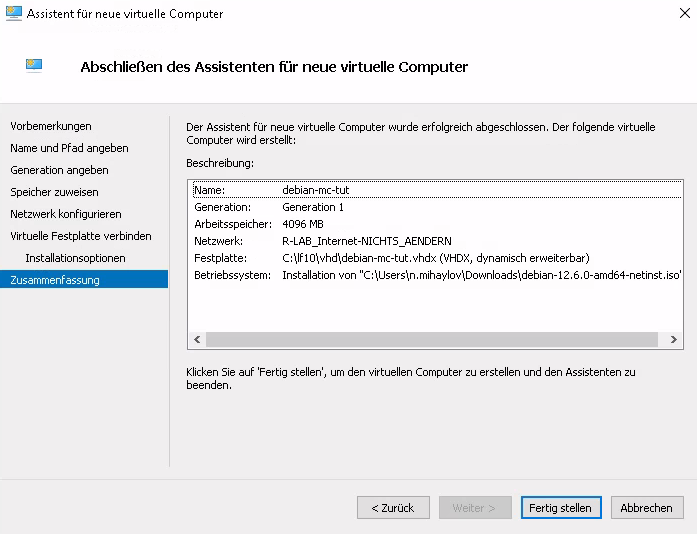 Assistent für neue virtuelle Computer
Abschließen des Assistenten für neue virtuelle Computer
Vorbemerkungen
Name und Pfad angeben
Generation angeben
Speicher zuweisen
Netzwerk konfigurieren
Virtuelle Festplatte verbinden
Installationsoptionen
Zusammenfassung
Der Assistent für neue virtuelle Computer wurde erfolgreich abgeschlossen. Der folgende virtuelle
Computer wird erstellt:
Beschreibung:
Name: debian-mc-tut
Generation: Generation 1
Arbeitsspeicher: 4096 MB
Netzwerk: R-LAB_Internet-NICHTS_AENDERN
Festplatte: C:\lf10\vhd\debian-mc-tut.vhdx (VHDX, dynamisch erweiterbar)
Betriebssystem: Installation von "C:\Users\n.mihaylov\Downloads\debian-12.6.0-amd64-netinst.iso"
Klicken Sie auf 'Fertig stellen', um den virtuellen Computer zu erstellen und den Assistenten zu
beenden.
< Zurück Weiter > Fertig stellen Abbrechen